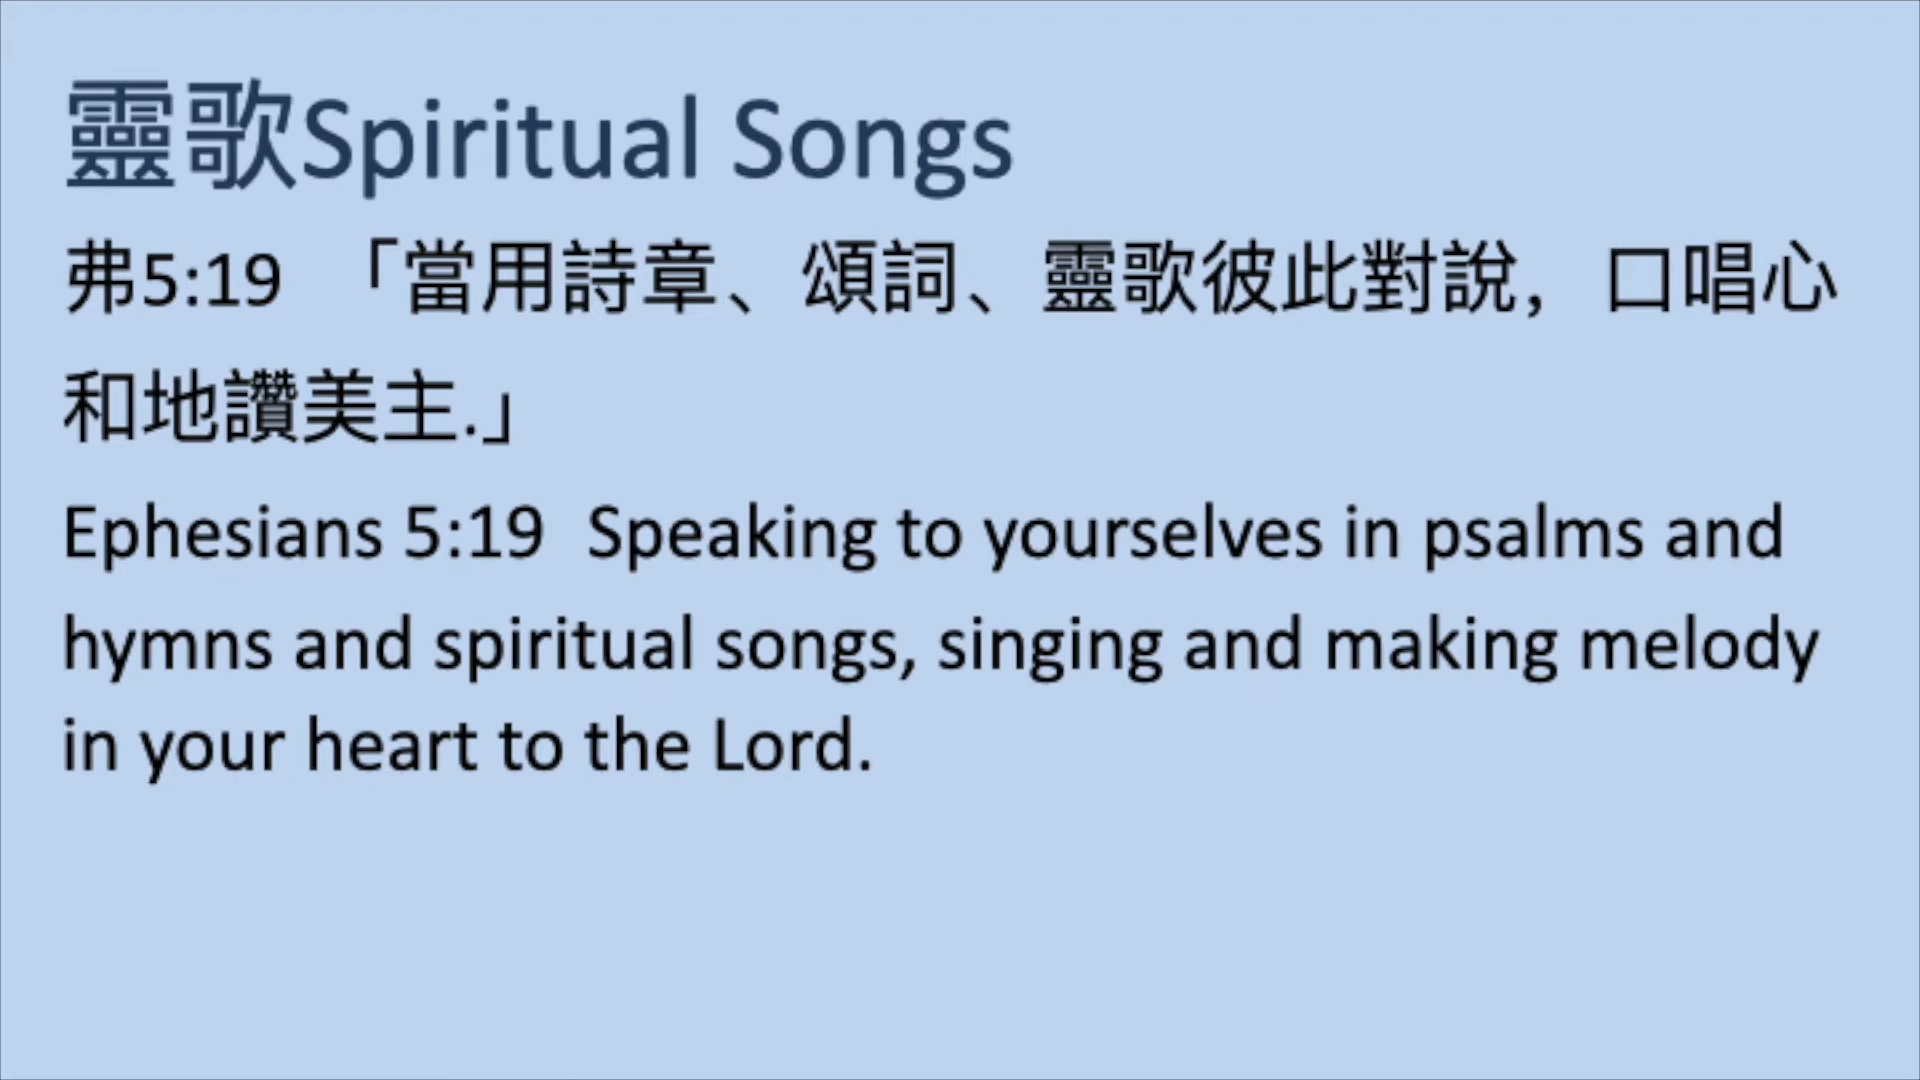 靈歌Spiritual Songs
弗5:19 「當用詩章、頌詞、靈歌彼此對說，口唱心
和地讚美主.」
Ephesians 5:19 Speaking to yourselves in psalms and
hymns and spiritual songs, singing and making melody
in your heart to the Lord.